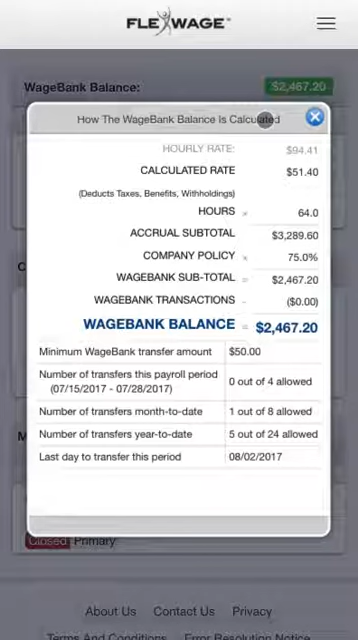 FLEXWAGE
WageBank Balance: $2,467.20
How The WageBank Balance Is Calculated
HOURLY RATE: $94.41
CALCULATED RATE $51.40
(Deducts Taxes, Benefits, Withholdings)
HOURS × 64.0
ACCRUAL SUBTOTAL $3,289.60
COMPANY POLICY × 75.0%
WAGEBANK SUB-TOTAL = $2,467.20
WAGEBANK TRANSACTIONS - ($0.00)
WAGEBANK BALANCE = $2,467.20
Minimum WageBank transfer amount $50.00
Number of transfers this payroll period
(07/15/2017 - 07/28/2017) 0 out of 4 allowed
Number of transfers month-to-date 1 out of 8 allowed
Number of transfers year-to-date 5 out of 24 allowed
Last day to transfer this period 08/02/2017
Closed Primary
About Us Contact Us Privacy
Terms And Conditions Error Resolution Notice